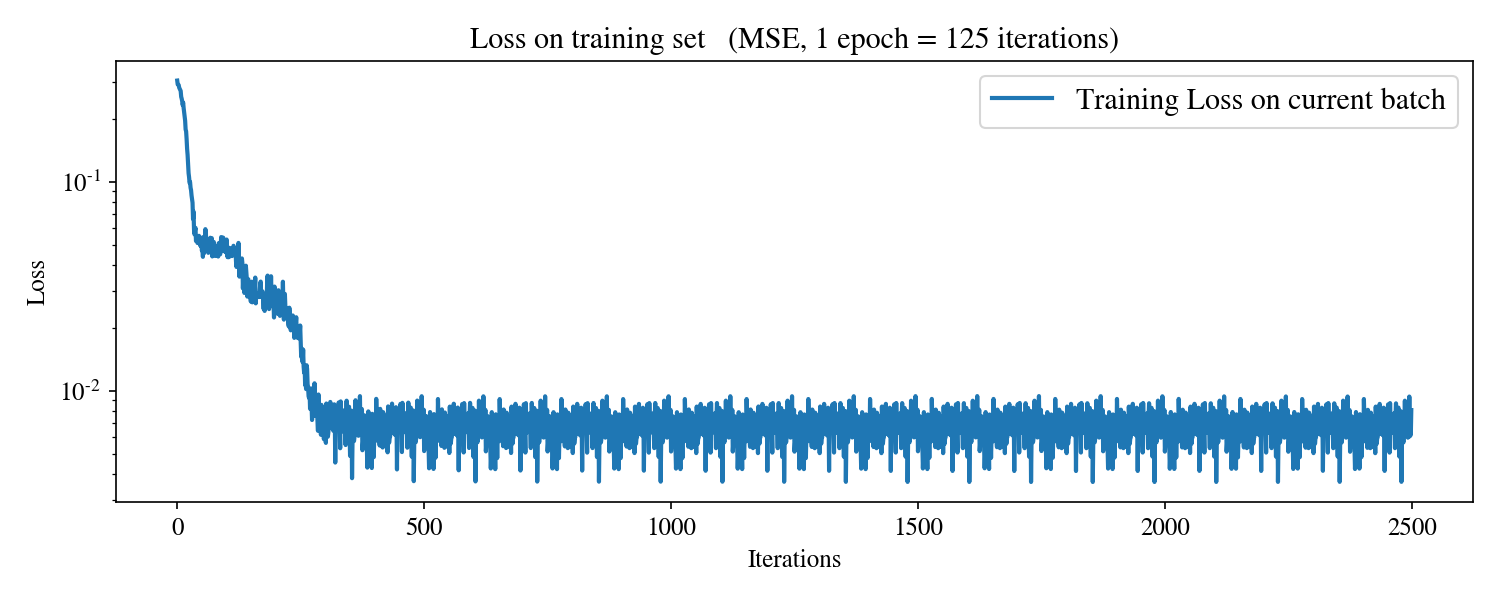 Loss on training set (MSE, 1 epoch = 125 iterations)
Training Loss on current batch
Loss
10⁻¹
10⁻²
0 500 1000 1500 2000 2500
Iterations